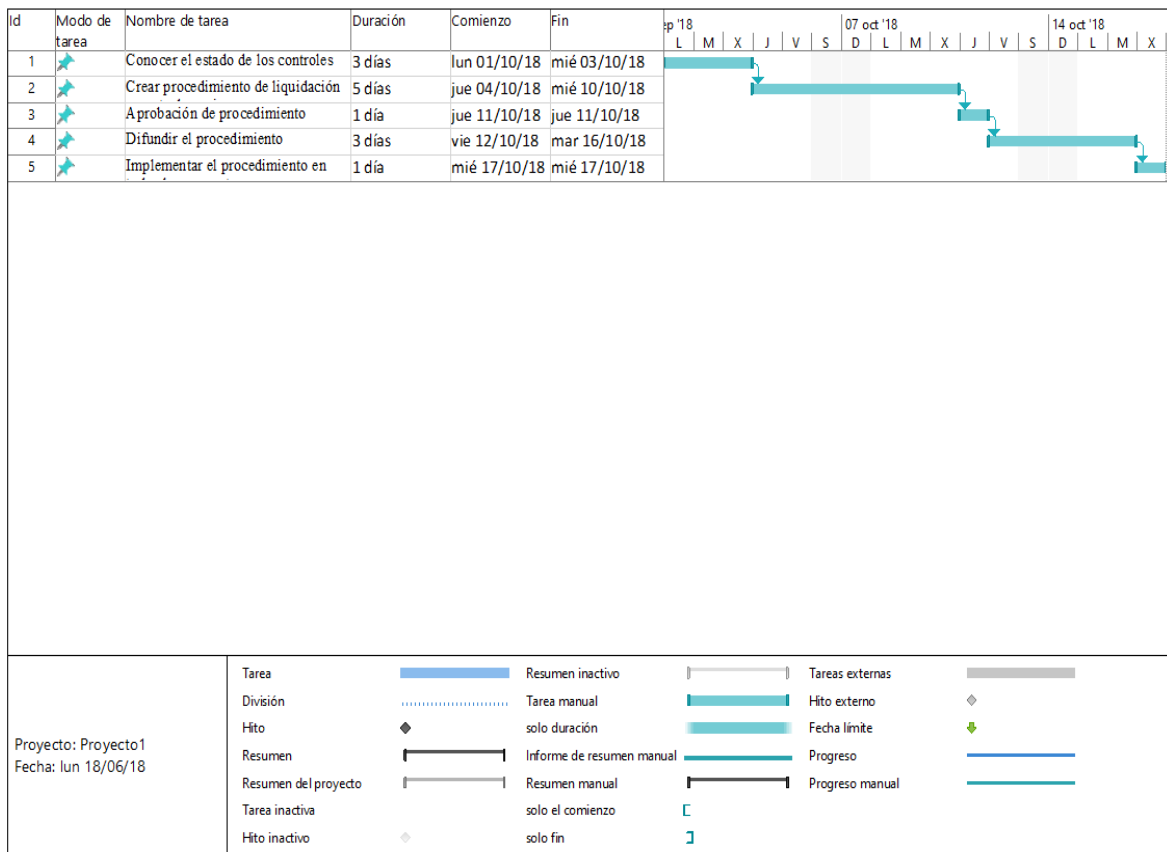 Id Modo de tarea Nombre de tarea Duración Comienzo Fin
ep '18 07 oct '18 14 oct '18
L M X J V S D L M X J V S D L M X
1 Conocer el estado de los controles 3 días lun 01/10/18 mié 03/10/18
2 Crear procedimiento de liquidación 5 días jue 04/10/18 mié 10/10/18
3 Aprobación de procedimiento 1 día jue 11/10/18 jue 11/10/18
4 Difundir el procedimiento 3 días vie 12/10/18 mar 16/10/18
5 Implementar el procedimiento en 1 día mié 17/10/18 mié 17/10/18
Proyecto: Proyecto1
Fecha: lun 18/06/18
Tarea
División
Hito
Resumen
Resumen del proyecto
Tarea inactiva
Hito inactivo
Resumen inactivo
Tarea manual
solo duración
Informe de resumen manual
Resumen manual
solo el comienzo
solo fin
Tareas externas
Hito externo
Fecha límite
Progreso
Progreso manual